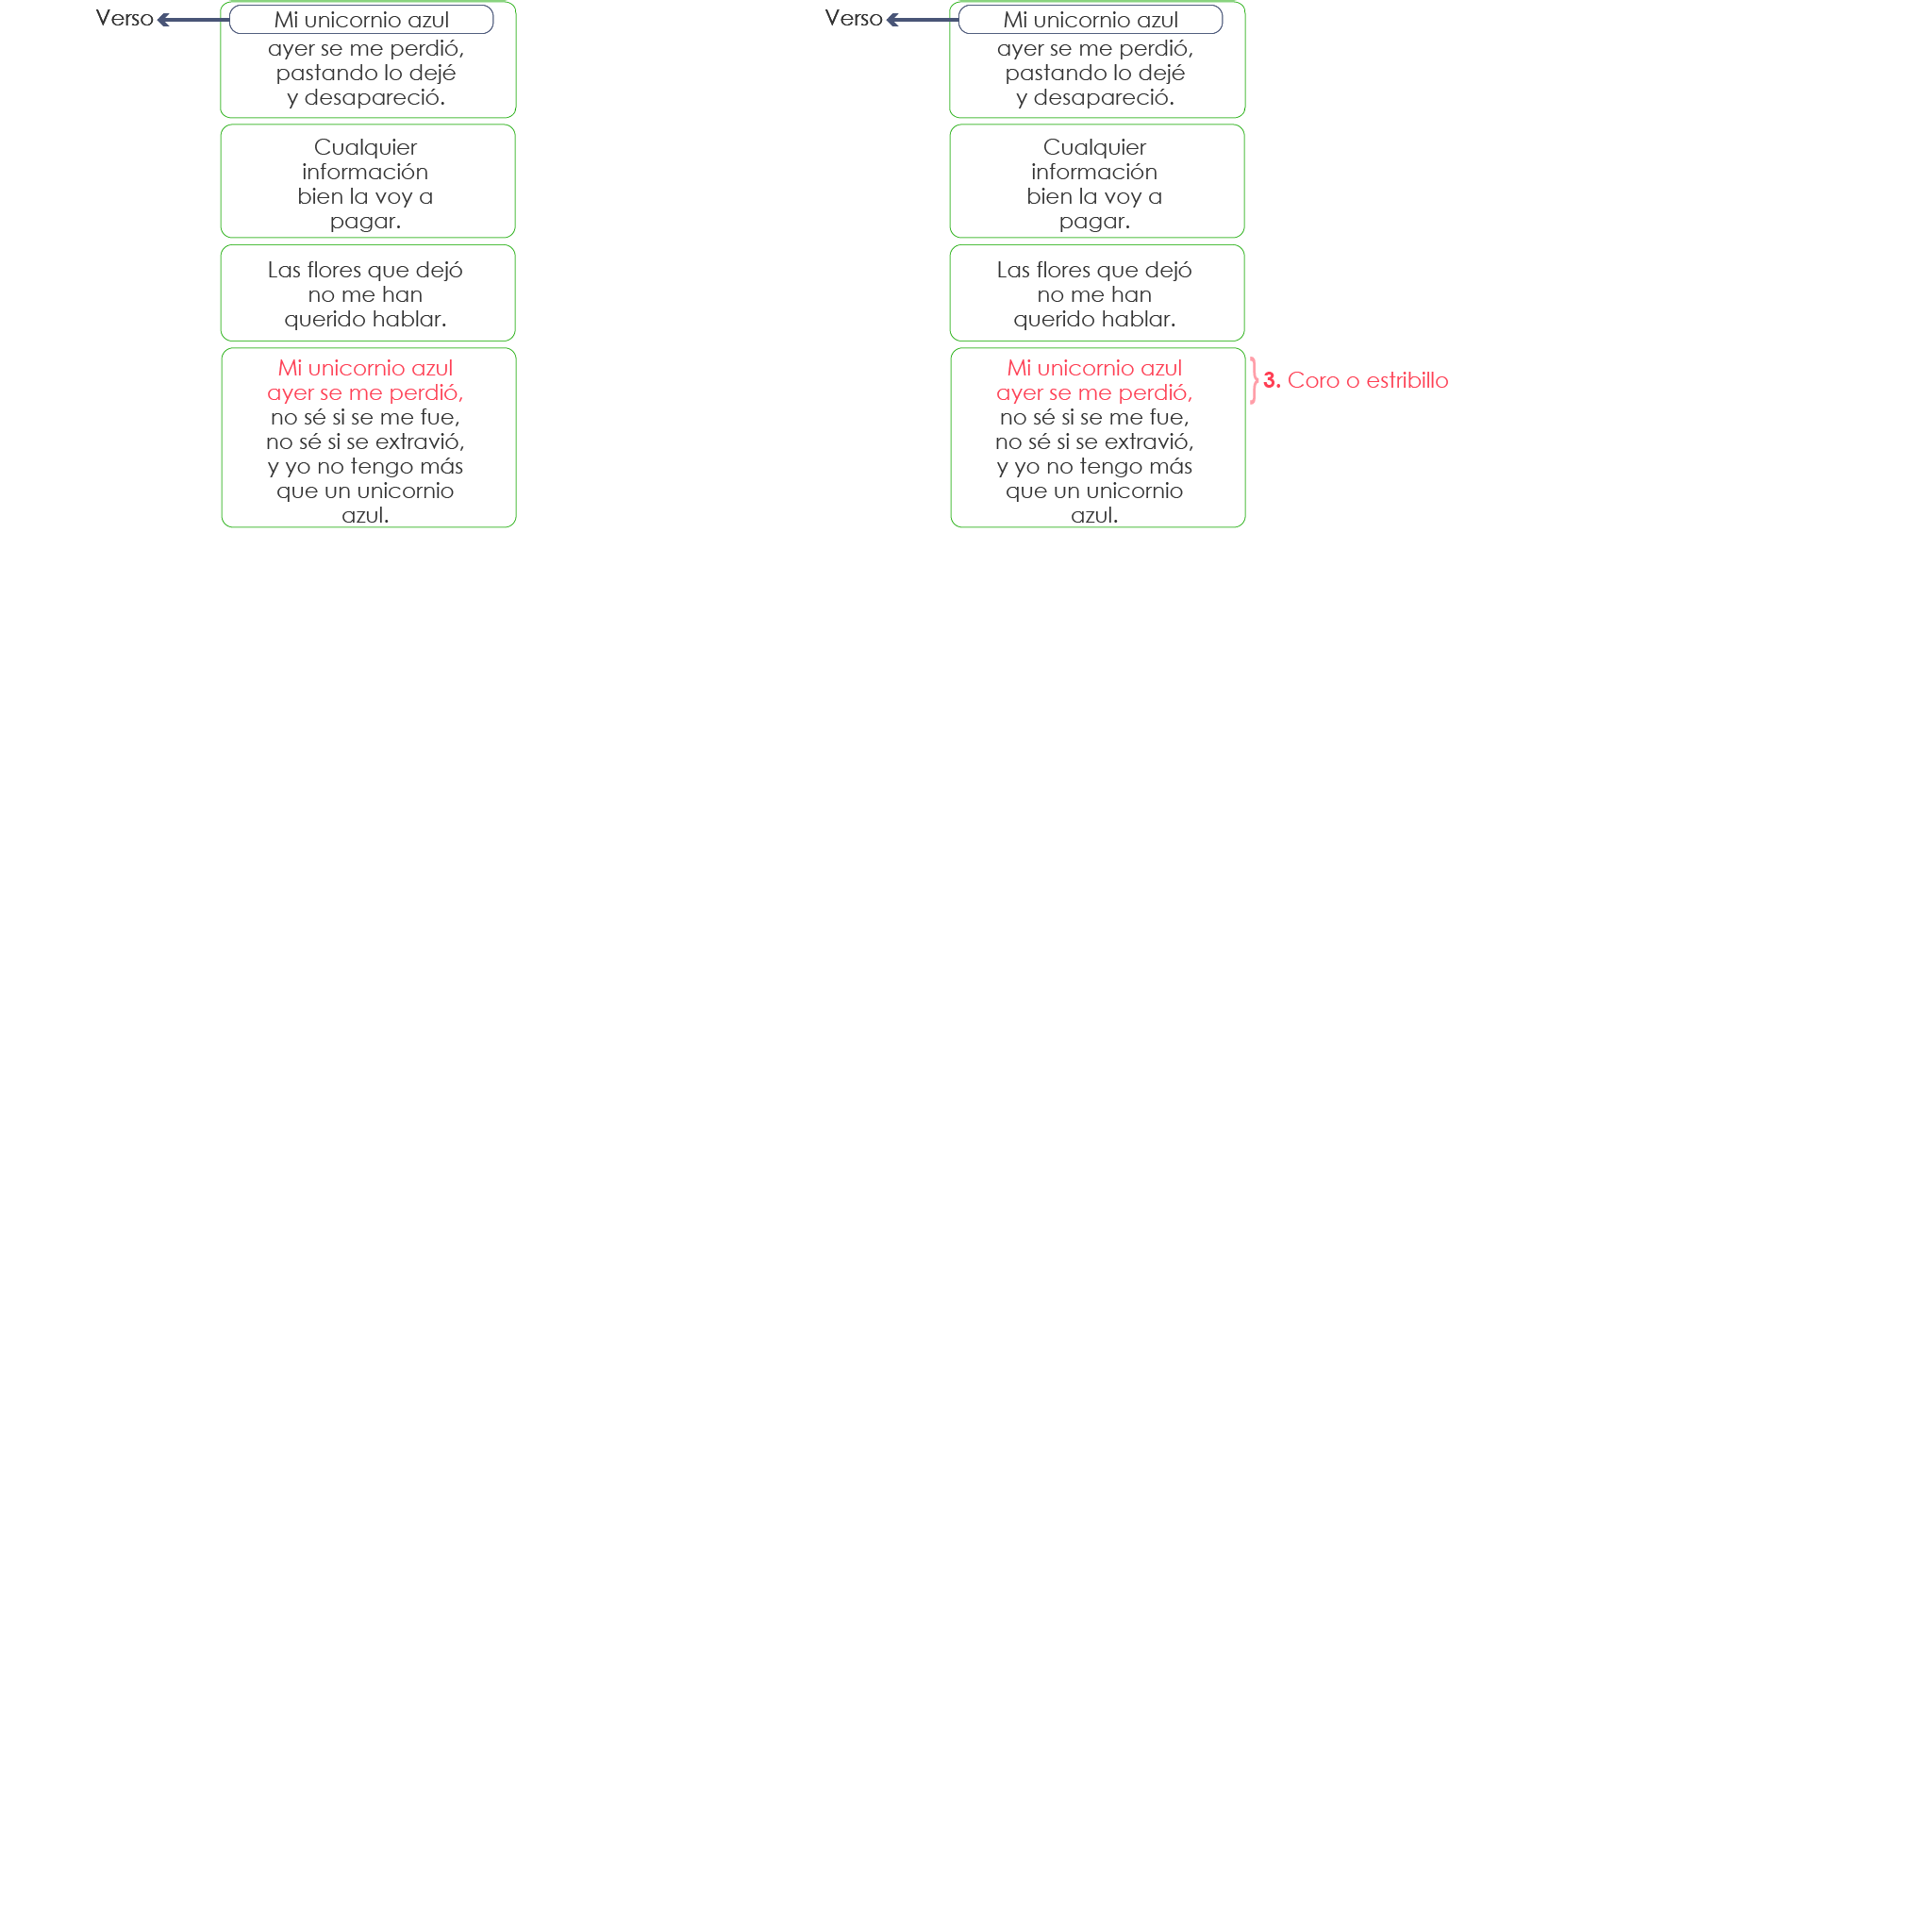 Verso
Mi unicornio azul
ayer se me perdió,
pastando lo dejé
y desapareció.
Cualquier
información
bien la voy a
pagar.
Las flores que dejó
no me han
querido hablar.
Mi unicornio azul
ayer se me perdió,
no sé si se me fue,
no sé si se extravió,
y yo no tengo más
que un unicornio
azul.
Verso
Mi unicornio azul
ayer se me perdió,
pastando lo dejé
y desapareció.
Cualquier
información
bien la voy a
pagar.
Las flores que dejó
no me han
querido hablar.
Mi unicornio azul
ayer se me perdió,
3. Coro o estribillo
no sé si se me fue,
no sé si se extravió,
y yo no tengo más
que un unicornio
azul.